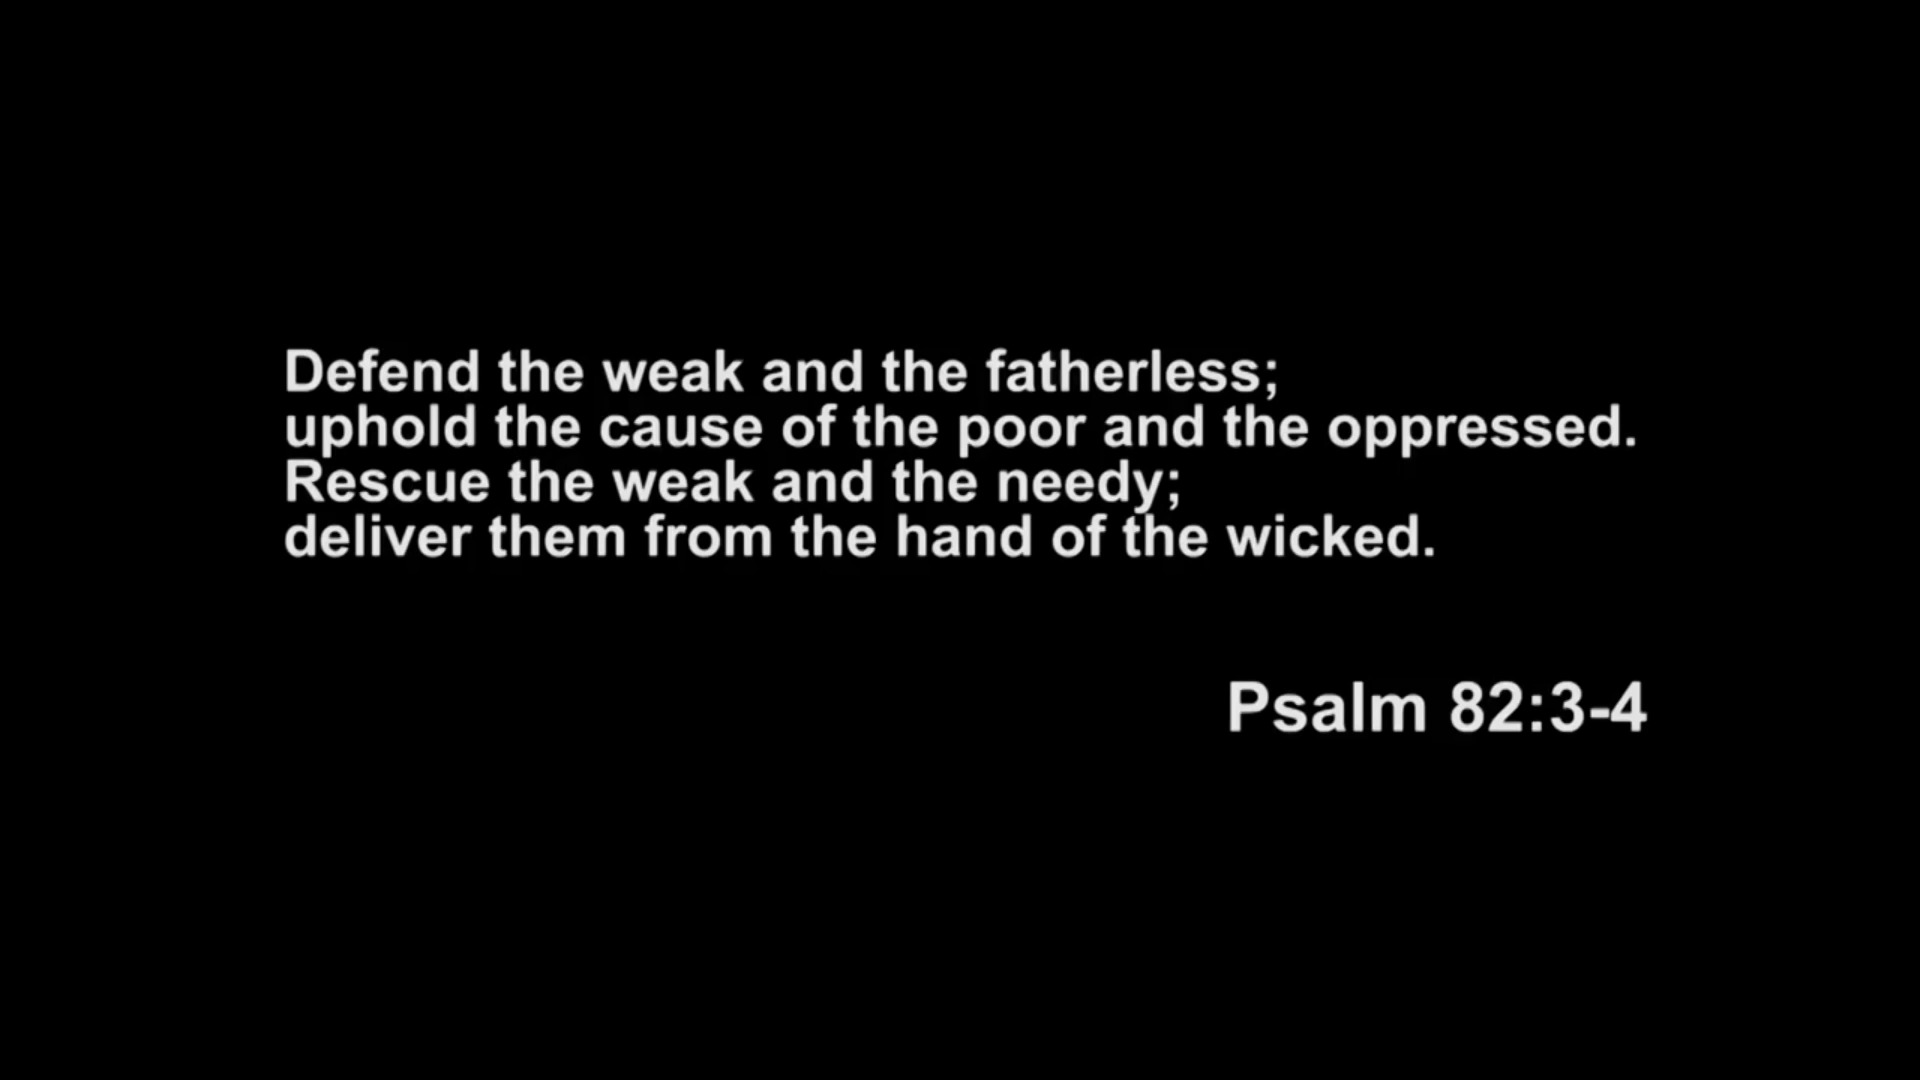 Defend the weak and the fatherless;
uphold the cause of the poor and the oppressed.
Rescue the weak and the needy;
deliver them from the hand of the wicked.
Psalm 82:3-4